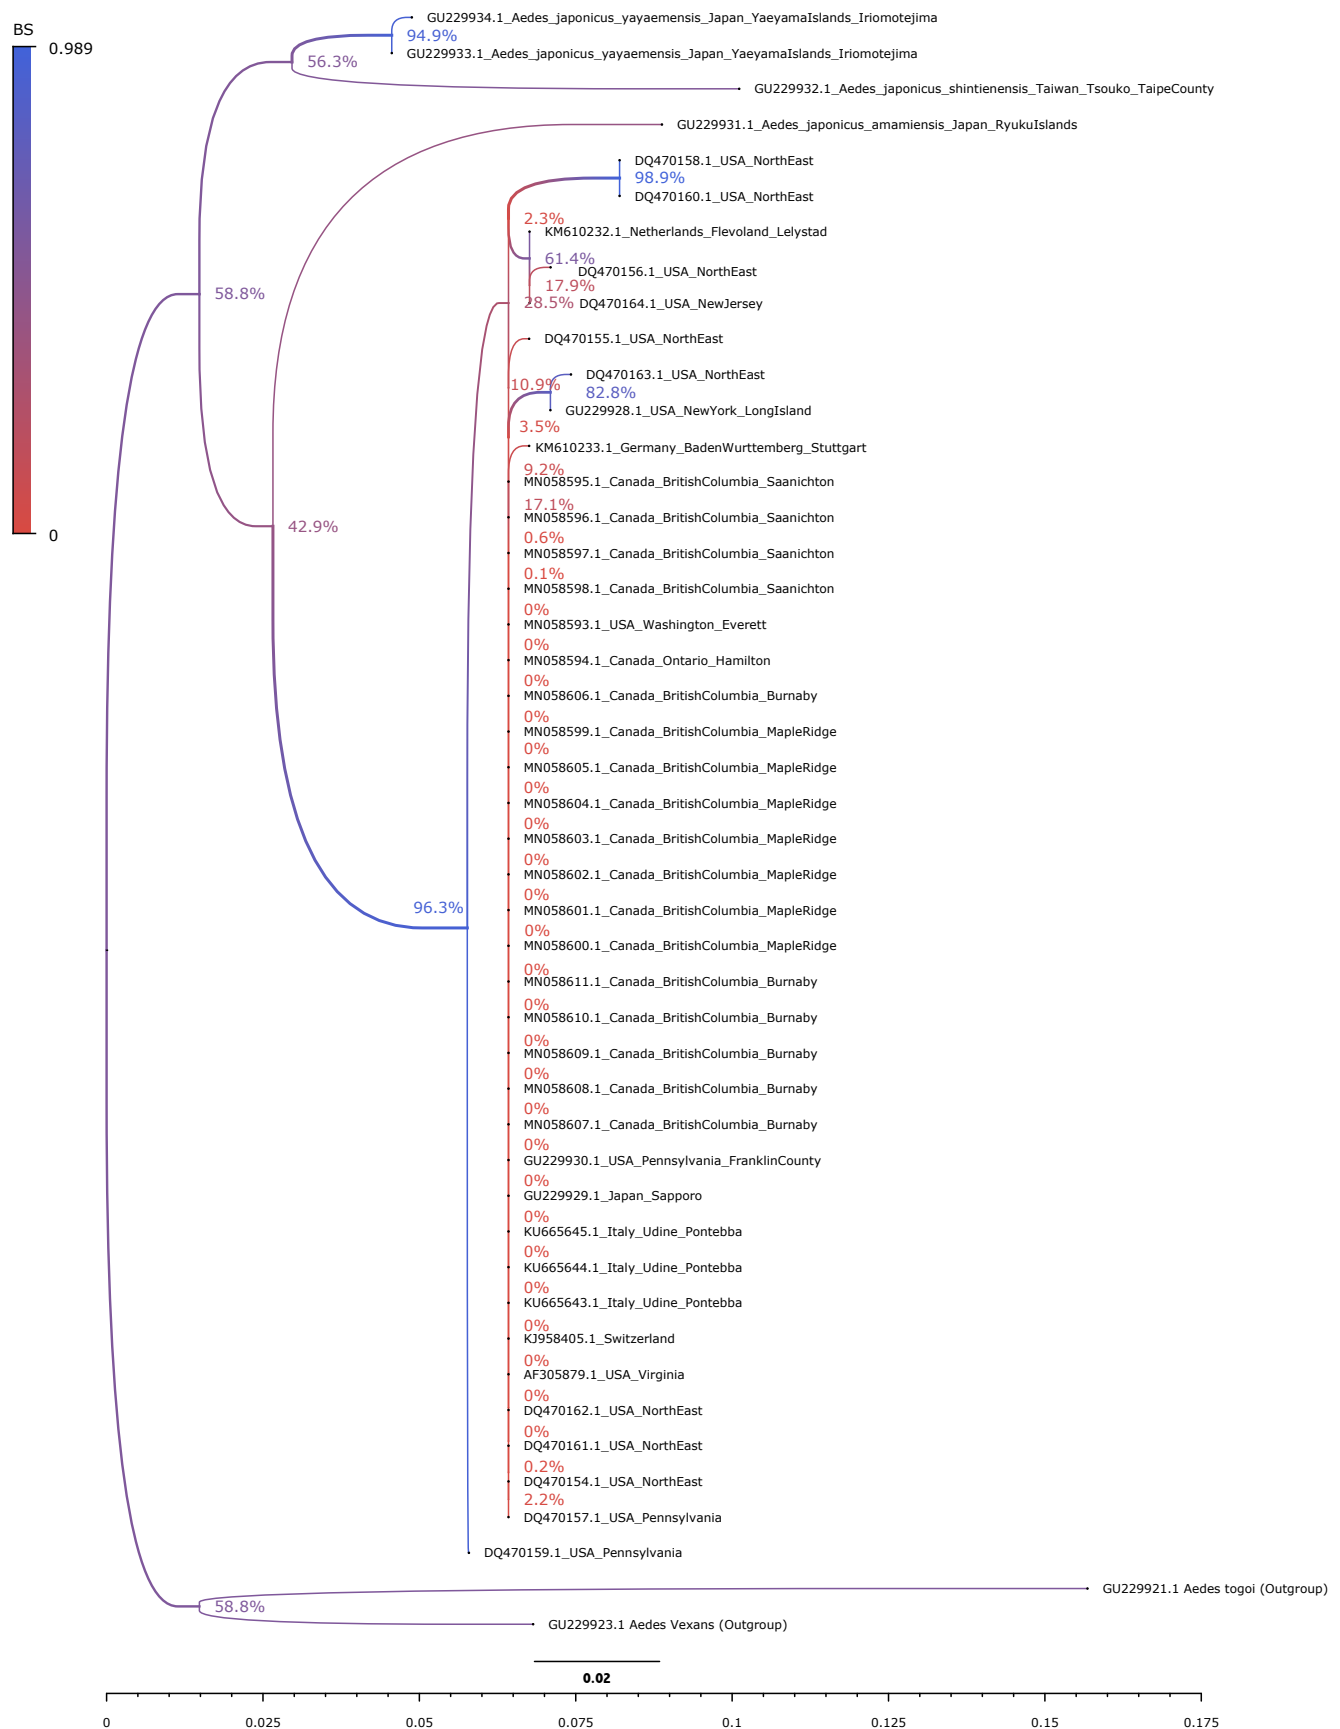 BS
0.989
0
GU229934.1_Aedes_japonicus_yayaemensis_Japan_YaeyamaIslands_Iriomotejima
94.9%
GU229933.1_Aedes_japonicus_yayaemensis_Japan_YaeyamaIslands_Iriomotejima
56.3%
GU229932.1_Aedes_japonicus_shintienensis_Taiwan_Tsouko_TaipeCounty
GU229931.1_Aedes_japonicus_amamiensis_Japan_RyukuIslands
DQ470158.1_USA_NorthEast
98.9%
DQ470160.1_USA_NorthEast
2.3%
KM610232.1_Netherlands_Flevoland_Lelystad
61.4%
DQ470156.1_USA_NorthEast
17.9%
58.8%
28.5%
DQ470164.1_USA_NewJersey
DQ470155.1_USA_NorthEast
DQ470163.1_USA_NorthEast
10.9%
82.8%
GU229928.1_USA_NewYork_LongIsland
3.5%
KM610233.1_Germany_BadenWurttemberg_Stuttgart
9.2%
MN058595.1_Canada_BritishColumbia_Saanichton
17.1%
MN058596.1_Canada_BritishColumbia_Saanichton
42.9%
0.6%
MN058597.1_Canada_BritishColumbia_Saanichton
0.1%
MN058598.1_Canada_BritishColumbia_Saanichton
0%
MN058593.1_USA_Washington_Everett
0%
MN058594.1_Canada_Ontario_Hamilton
0%
MN058606.1_Canada_BritishColumbia_Burnaby
0%
MN058599.1_Canada_BritishColumbia_MapleRidge
0%
MN058605.1_Canada_BritishColumbia_MapleRidge
0%
MN058604.1_Canada_BritishColumbia_MapleRidge
0%
MN058603.1_Canada_BritishColumbia_MapleRidge
0%
MN058602.1_Canada_BritishColumbia_MapleRidge
0%
96.3%
MN058601.1_Canada_BritishColumbia_MapleRidge
0%
MN058600.1_Canada_BritishColumbia_MapleRidge
0%
MN058611.1_Canada_BritishColumbia_Burnaby
0%
MN058610.1_Canada_BritishColumbia_Burnaby
0%
MN058609.1_Canada_BritishColumbia_Burnaby
0%
MN058608.1_Canada_BritishColumbia_Burnaby
0%
MN058607.1_Canada_BritishColumbia_Burnaby
0%
GU229930.1_USA_Pennsylvania_FranklinCounty
0%
GU229929.1_Japan_Sapporo
0%
KU665645.1_Italy_Udine_Pontebba
0%
KU665644.1_Italy_Udine_Pontebba
0%
KU665643.1_Italy_Udine_Pontebba
0%
KJ958405.1_Switzerland
0%
AF305879.1_USA_Virginia
0%
DQ470162.1_USA_NorthEast
0%
DQ470161.1_USA_NorthEast
0.2%
DQ470154.1_USA_NorthEast
2.2%
DQ470157.1_USA_Pennsylvania
DQ470159.1_USA_Pennsylvania
GU229921.1 Aedes togoi (Outgroup)
58.8%
GU229923.1 Aedes Vexans (Outgroup)
0.02
0 0.025 0.05 0.075 0.1 0.125 0.15 0.175